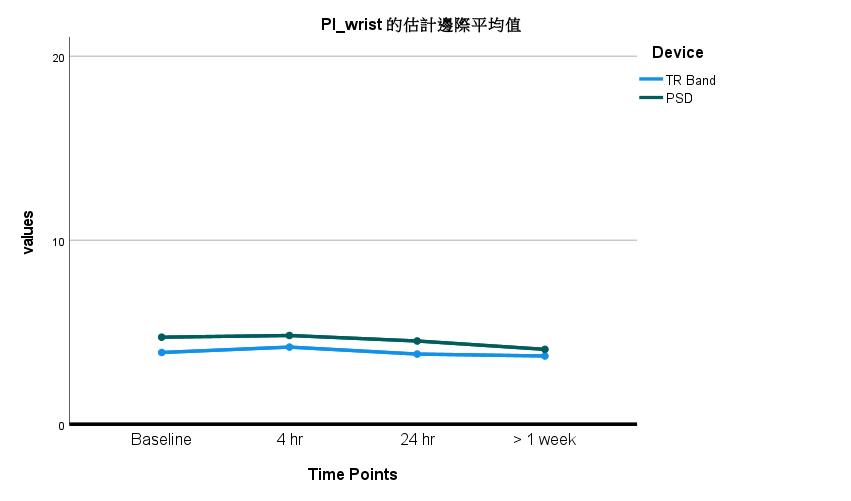 PI_wrist 的估計邊際平均值
Device
TR Band
PSD
20
10
0
values
Baseline
4 hr
24 hr
> 1 week
Time Points